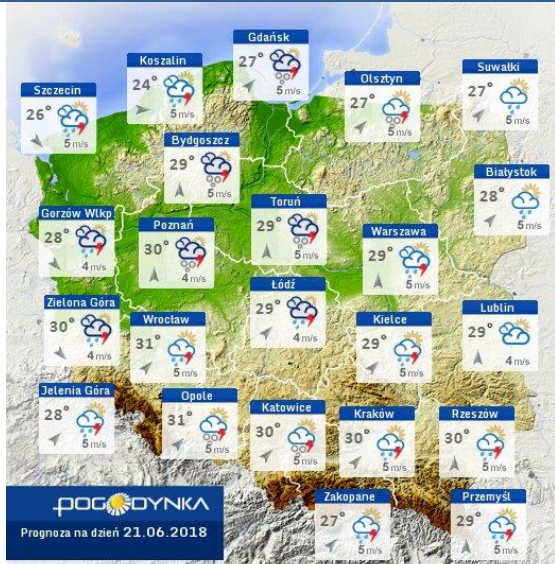 Gdańsk
27°
5 m/s
Koszalin
24°
5 m/s
Suwałki
27°
5 m/s
Olsztyn
27°
5 m/s
Szczecin
26°
5 m/s
Bydgoszcz
29°
5 m/s
Białystok
28°
5 m/s
Toruń
29°
5 m/s
Gorzów Wlkp
28°
4 m/s
Poznań
30°
4 m/s
Warszawa
29°
5 m/s
Łódź
29°
4 m/s
Zielona Góra
30°
4 m/s
Wrocław
31°
5 m/s
Kielce
29°
5 m/s
Lublin
29°
4 m/s
Jelenia Góra
28°
5 m/s
Opole
31°
5 m/s
Katowice
30°
5 m/s
Kraków
30°
5 m/s
Rzeszów
30°
5 m/s
Zakopane
27°
5 m/s
Przemyśl
29°
5 m/s
POGODYNKA
Prognoza na dzień 21.06.2018